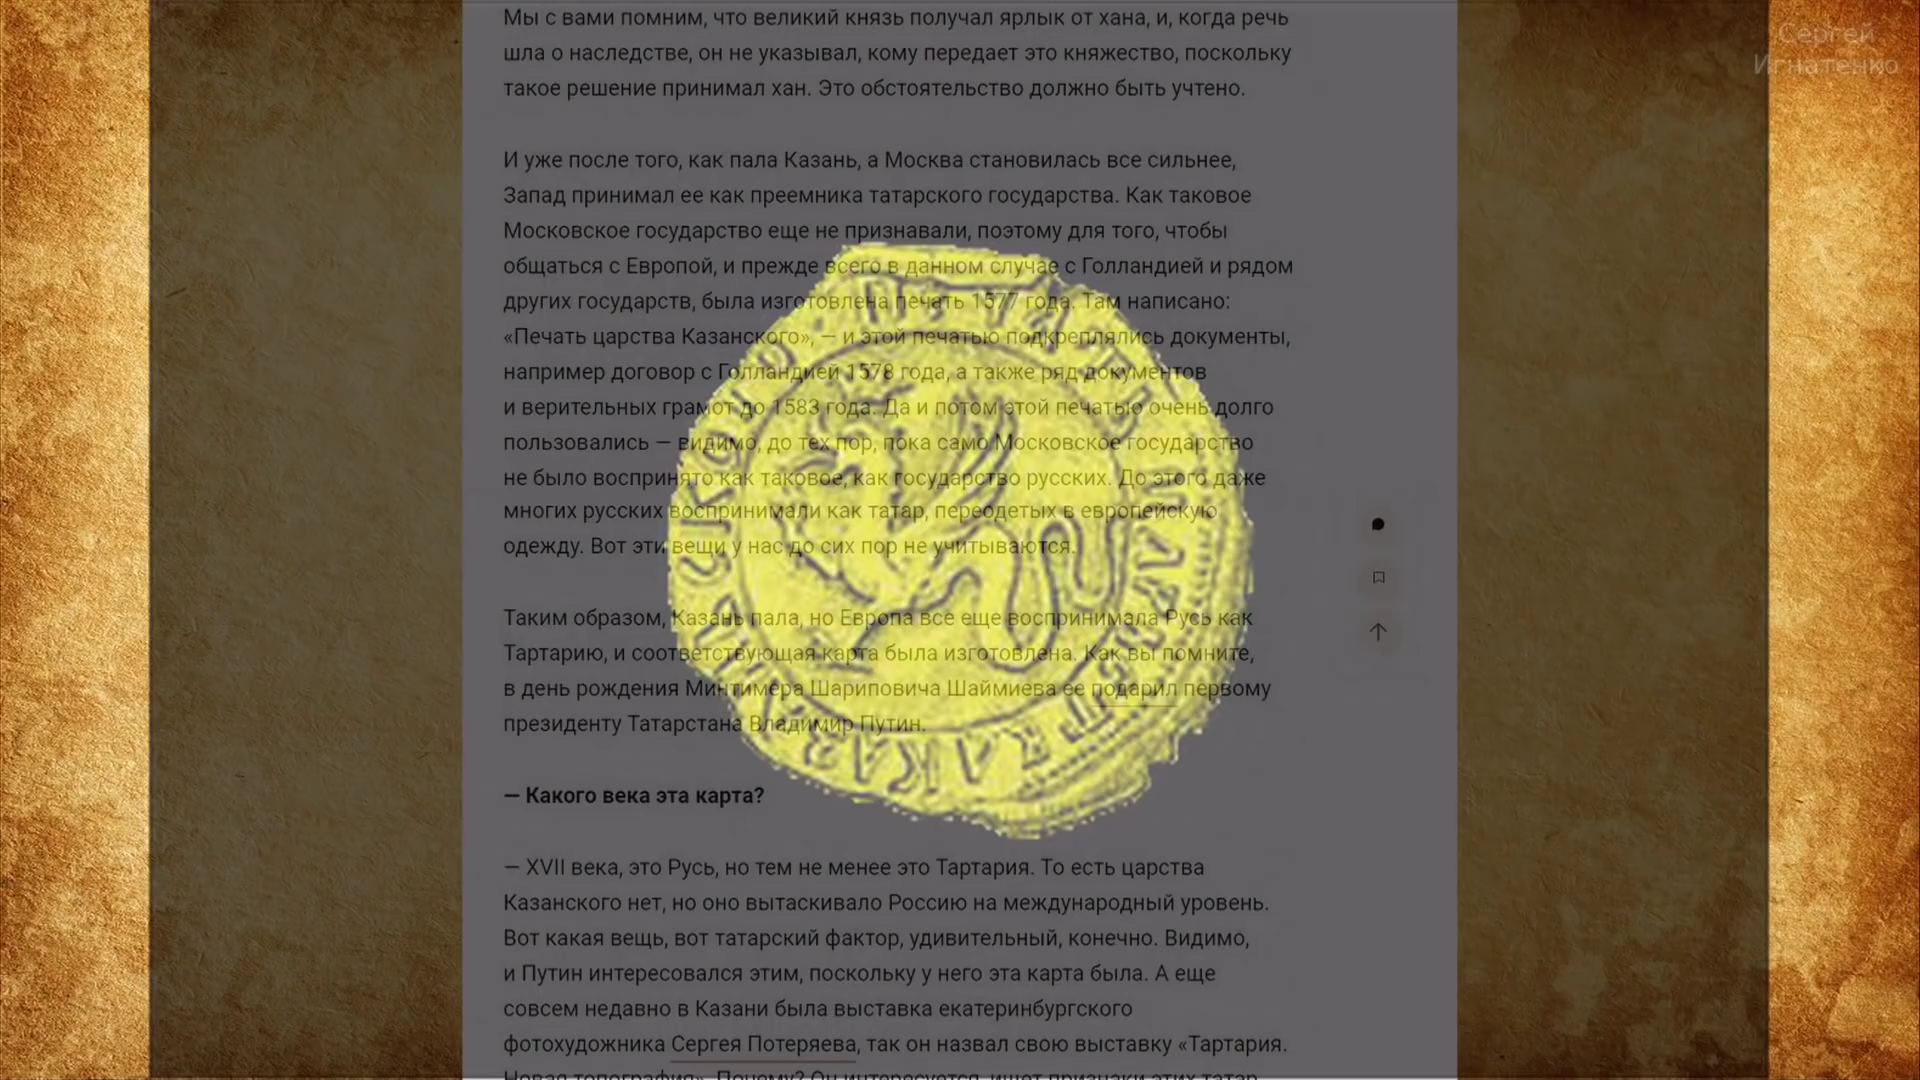 Сергей
Игнатенко
Мы с вами помним, что великий князь получал ярлык от хана, и, когда речь
шла о наследстве, он не указывал, кому передает это княжество, поскольку
такое решение принимал хан. Это обстоятельство должно быть учтено.
И уже после того, как пала Казань, а Москва становилась все сильнее,
Запад принимал ее как преемника татарского государства. Как таковое
Московское государство еще не признавали, поэтому для того, чтобы
общаться с Европой, и прежде всего в данном случае с Голландией и рядом
других государств, была изготовлена печать 1577 года. Там написано:
«Печать царства Казанского», — и этой печатью подкреплялись документы,
например договор с Голландией 1578 года, а также ряд документов
и верительных грамот до 1583 года. Да и потом этой печатью очень долго
пользовались — видимо, до тех пор, пока само Московское государство
не было воспринято как таковое, как государство русских. До этого даже
многих русских воспринимали как татар, переодетых в европейскую
одежду. Вот эти вещи у нас до сих пор не учитываются.
Таким образом, Казань пала, но Европа все еще воспринимала Русь как
Тартарию, и соответствующая карта была изготовлена. Как вы помните,
в день рождения Минтимера Шариповича Шаймиева ее подарил первому
президенту Татарстана Владимир Путин.
— Какого века эта карта?
— XVII века, это Русь, но тем не менее это Тартария. То есть царства
Казанского нет, но оно вытаскивало Россию на международный уровень.
Вот какая вещь, вот татарский фактор, удивительный, конечно. Видимо,
и Путин интересовался этим, поскольку у него эта карта была. А еще
совсем недавно в Казани была выставка екатеринбургского
фотохудожника Сергея Потеряева, так он назвал свою выставку «Тартария.
Новая топография». Почему? Он интересуется, ищет признаки этих татар